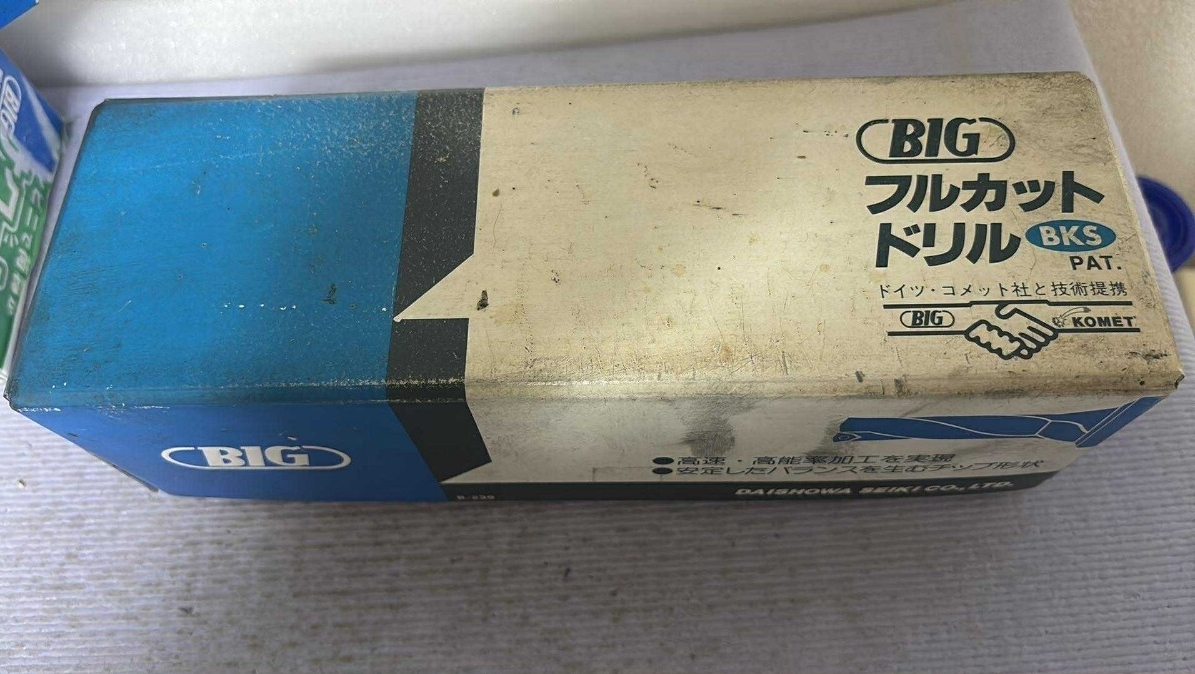 BIG
フルカット
ドリル BKS
PAT.
ドイツ・コメット社と技術提携
BIG KOMET
BIG
●高速・高能率加工を実現
●安定したバランスを生むチップ形状
DAISHOWA SEIKI CO., LTD.
BIG